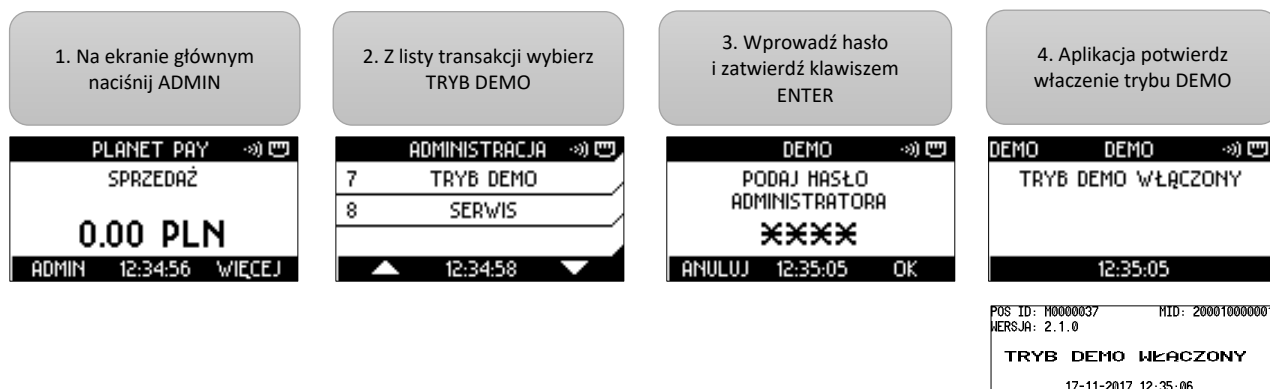 1. Na ekranie głównym
naciśnij ADMIN
2. Z listy transakcji wybierz
TRYB DEMO
3. Wprowadź hasło
i zatwierdź klawiszem
ENTER
4. Aplikacja potwierdz
właczenie trybu DEMO
PLANET PAY
SPRZEDAŻ
0.00 PLN
ADMIN 12:34:56 WIĘCEJ
ADMINISTRACJA
7 TRYB DEMO
8 SERWIS
12:34:58
DEMO
PODAJ HASŁO
ADMINISTRATORA
****
ANULUJ 12:35:05 OK
DEMO DEMO
TRYB DEMO WŁĄCZONY
12:35:05
POS ID: M0000037 MID: 20001000000
WERSJA: 2.1.0
TRYB DEMO WŁĄCZONY
17-11-2017 12:35:06